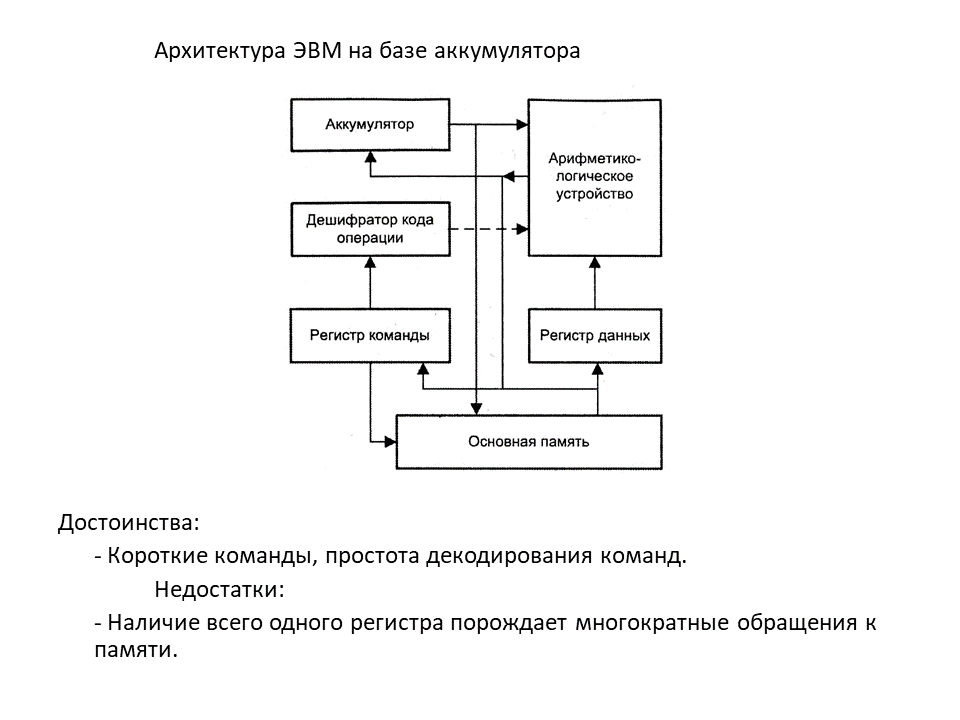 Архитектура ЭВМ на базе аккумулятора
Аккумулятор
Арифметико-
логическое
устройство
Дешифратор кода
операции
Регистр команды
Регистр данных
Основная память
Достоинства:
- Короткие команды, простота декодирования команд.
Недостатки:
- Наличие всего одного регистра порождает многократные обращения к
памяти.